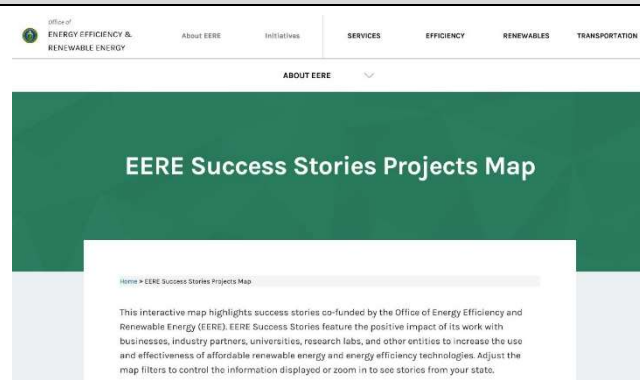 Office of
ENERGY EFFICIENCY &
RENEWABLE ENERGY
About EERE
Initiatives
SERVICES
EFFICIENCY
RENEWABLES
TRANSPORTATION
ABOUT EERE
EERE Success Stories Projects Map
Home » EERE Success Stories Projects Map
This interactive map highlights success stories co-funded by the Office of Energy Efficiency and
Renewable Energy (EERE). EERE Success Stories feature the positive impact of its work with
businesses, industry partners, universities, research labs, and other entities to increase the use
and effectiveness of affordable renewable energy and energy efficiency technologies. Adjust the
map filters to control the information displayed or zoom in to see stories from your state.